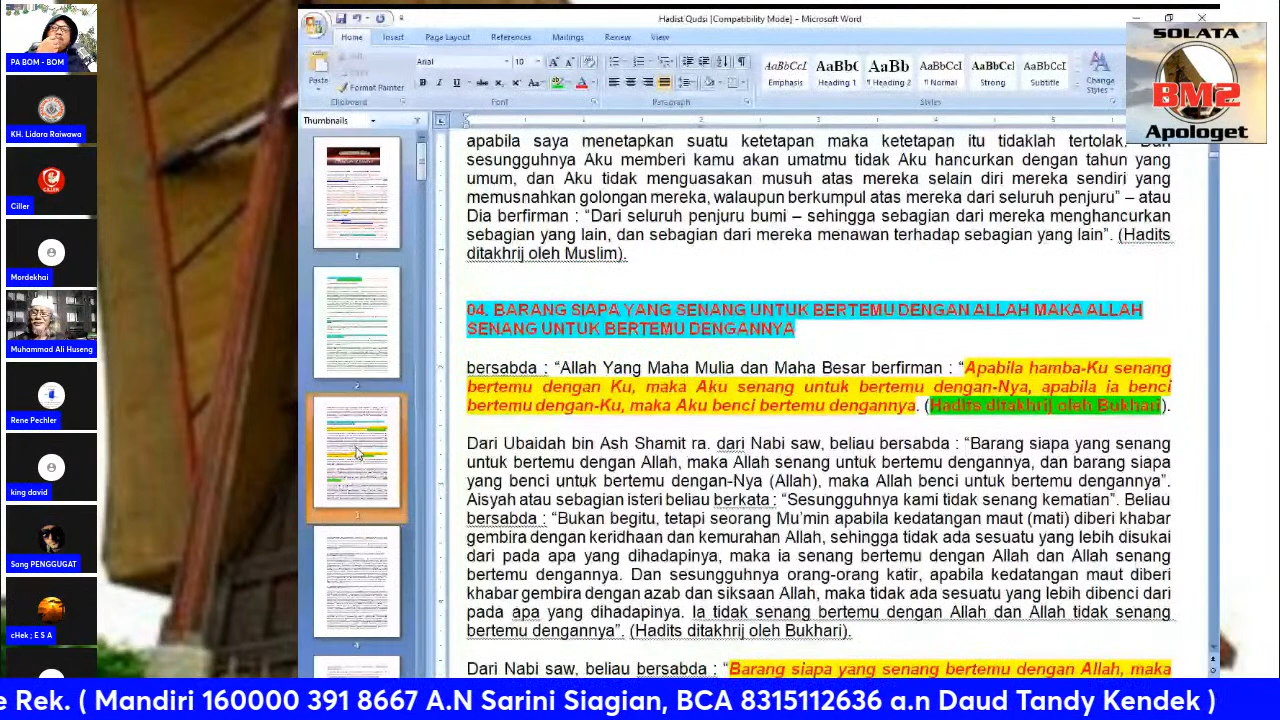 PA BOM - BOM
KH. Lidara Raiwawa
CILLER
Ciller
Mordekhai
Muhammad Ali Huseng
Rene Pechler
king david
Sang PENGGUGAT
cHek ; E S A
Hadist Qudsi [Compatibility Mode] - Microsoft Word
Home Insert Page Layout References Mailings Review View
Paste
Format Painter
Clipboard
Arial 10
Font
Paragraph
AaBbCcI AaBbC AaBb AaBbCcI AaBbCcI AaBbCcI
Emphasis Heading 1 ¶ Heading 2 ¶ Normal Strong Subtitle
Change Styles
Styles
SOLATA
BM2
Apologet
Thumbnails
1
2
3
4
1 2 3 4 5
apabila saya menetapkan suatu ketetapan maka ketetapan itu tidaklah tertolak. Dan
sesungguhnya Aku memberi kamu akan umatmu tidak Aku hancurkan dengan tahun yang
umum, dan Aku tidak menguasakan musuh atas mereka selain diri mereka sendiri yang
memusnahkan golongan mereka, walaupun berkumpul atas mereka dari seluruh penjuru” – atau
Dia berfirman : “Dari seluruh penjuru bumi – sehingga sebagian dari mereka menghancurkan
sebagian yang lain, dan sebagian dari mereka menawan terhadap sebagian yang lain”. (Hadits
ditakhrij oleh Muslim).
04. BARANG SIAPA YANG SENANG UNTUK BERTEMU DENGAN ALLAH MAKA ALLAH
SENANG UNTUK BERTEMU DENGANNYA
bersabda : “Allah Yang Maha Mulia dan Maha Besar berfirman : “Apabila hamba-Ku senang
bertemu dengan Ku, maka Aku senang untuk bertemu dengan-Nya, apabila ia benci
bertemu dengan-Ku, maka Aku benci bertemu dengannya. (Hadits ditakhrij oleh Bukhari).
Dari Ubadah bin Ash Shamit ra, dari Nabi saw, beliau bersabda : “Barang siapa yang senang
untuk bertemu dengan Allah, maka Allah senang untuk bertemu dengannya, dan barang siapa
yang benci untuk bertemu dengan-Nya (Allah), maka Allah benci untuk bertemu dengannya”.
Aisyah atau sebagian istri beliau berkata : “Sesungguhnya kami tidak senang kematian”. Beliau
bersabda : “Bukan begitu, tetapi seorang Mu'min apabila kedatangan maut (mati) diberi khabar
gembira dengan keridhaan dan kemurahan Allah, sehingga tidak ada sesuatu yang lebih disukai
dari pada apa yang dihadapinya, maka senang bertemu dengan Allah dan Allah senang
bertemu dengannya. Dan sesungguhnya orang-orang kafir, apabila kedatangan maut diberi
khabar gembira dengan adzab dan siksaan Allah, maka tidak ada sesuatu yang lebih dibenci dari
pada apa yang dihadapinya, ia tidak senang bertemu dengan Allah dan Allah tidak senang
bertemu dengannya”. (Hadits ditakhrij oleh Bukhari).
Dari Nabi saw, beliau bersabda : “Barang siapa yang senang bertemu dengan Allah, maka
e Rek. ( Mandiri 160000 391 8667 A.N Sarini Siagian, BCA 8315112636 a.n Daud Tandy Kendek )